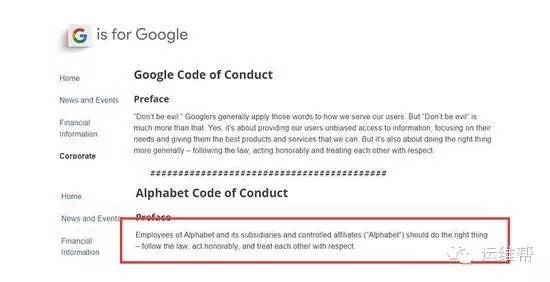 G is for Google
Home
News and Events
Financial
Information
Corporate
Google Code of Conduct
Preface
“Don't be evil.” Googlers generally apply those words to how we serve our users. But “Don't be evil” is
much more than that. Yes, it's about providing our users unbiased access to information, focusing on their
needs and giving them the best products and services that we can. But it's also about doing the right thing
more generally – following the law, acting honorably and treating each other with respect.
##########################################
Home
News and Events
Financial
Information
Alphabet Code of Conduct
Preface
Employees of Alphabet and its subsidiaries and controlled affiliates (“Alphabet”) should do the right thing
– follow the law, act honorably, and treat each other with respect.
运维帮